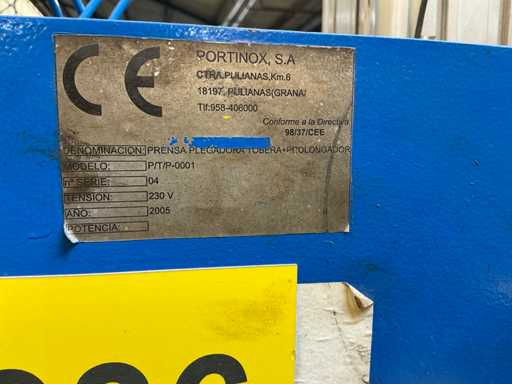 CE
PORTINOX, S.A
CTRA.PULIANAS,Km.6
18197, PULIANAS(GRANA
Tlf:958-406000
Conforme a la Directiva
98/37/CEE
DENOMINACION: PRENSA PLEGADORA TOBERA+PROLONGADOR
MODELO: P/T/P-0001
nº SERIE: 04
TENSION: 230 V
AÑO: 2005
POTENCIA: